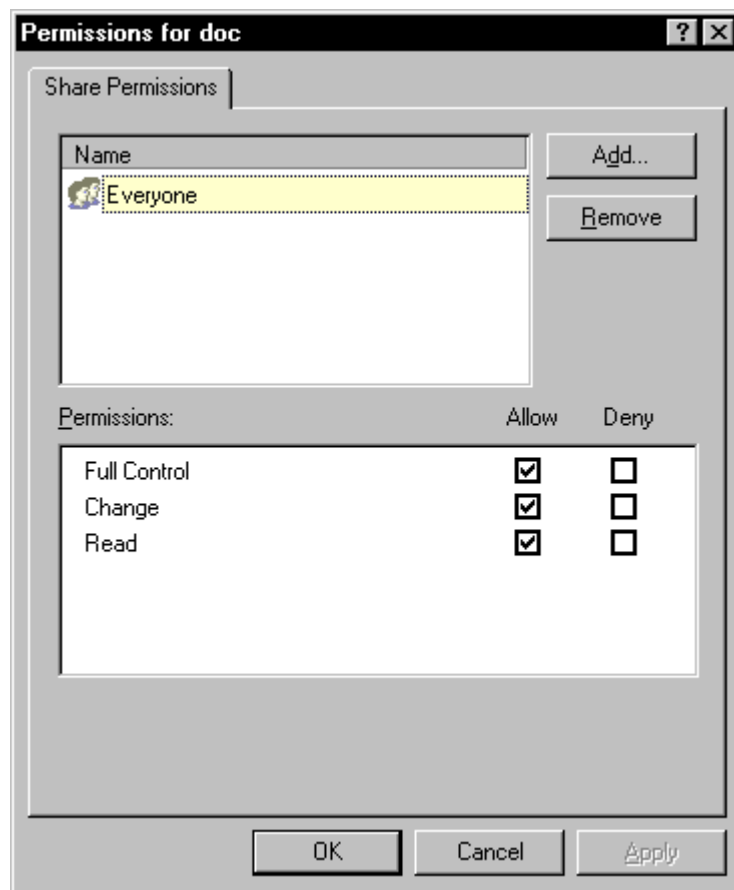 Permissions for doc
Share Permissions
Name
Add...
Everyone
Remove
Permissions: Allow Deny
Full Control
Change
Read
OK Cancel Apply